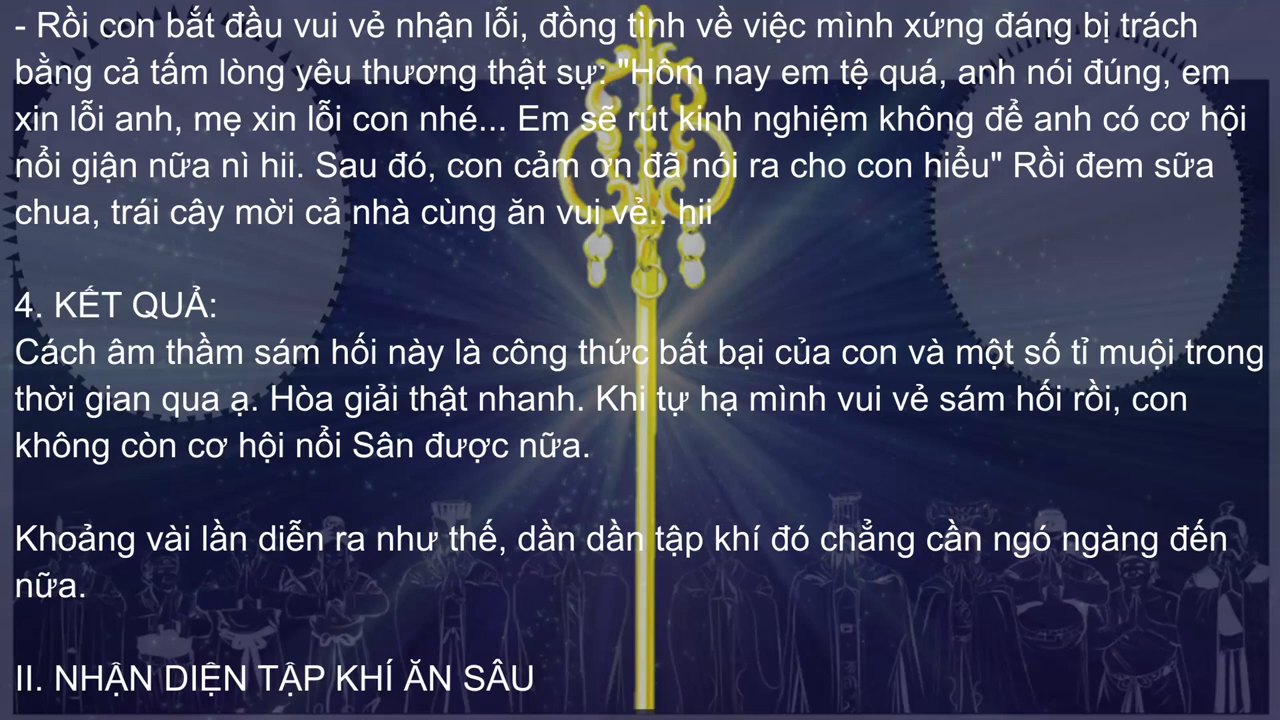 - Rồi con bắt đầu vui vẻ nhận lỗi, đồng tình về việc mình xứng đáng bị trách
bằng cả tấm lòng yêu thương thật sự: "Hôm nay em tệ quá, anh nói đúng, em
xin lỗi anh, mẹ xin lỗi con nhé... Em sẽ rút kinh nghiệm không để anh có cơ hội
nổi giận nữa nì hii. Sau đó, con cảm ơn đã nói ra cho con hiểu" Rồi đem sữa
chua, trái cây mời cả nhà cùng ăn vui vẻ.. hii
4. KẾT QUẢ:
Cách âm thầm sám hối này là công thức bất bại của con và một số tỉ muội trong
thời gian qua ạ. Hòa giải thật nhanh. Khi tự hạ mình vui vẻ sám hối rồi, con
không còn cơ hội nổi Sân được nữa.
Khoảng vài lần diễn ra như thế, dần dần tập khí đó chẳng cần ngó ngàng đến
nữa.
II. NHẬN DIỆN TẬP KHÍ ĂN SÂU